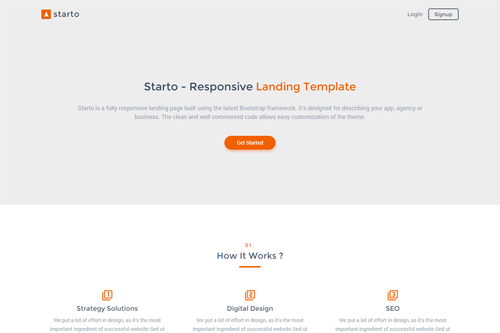 starto
Login
Signup
Starto - Responsive Landing Template
Starto is a fully responsive landing page built using the latest Bootstrap framework. It's designed for describing your app, agency or
business. The clean and well commented code allows easy customization of the theme.
Get Started
01.
How It Works ?
1
2
3
Strategy Solutions
Digital Design
SEO
We put a lot of effort in design, as it's the most
important ingredient of successful website.Sed ut
We put a lot of effort in design, as it's the most
important ingredient of successful website.Sed ut
We put a lot of effort in design, as it's the most
important ingredient of successful website.Sed ut